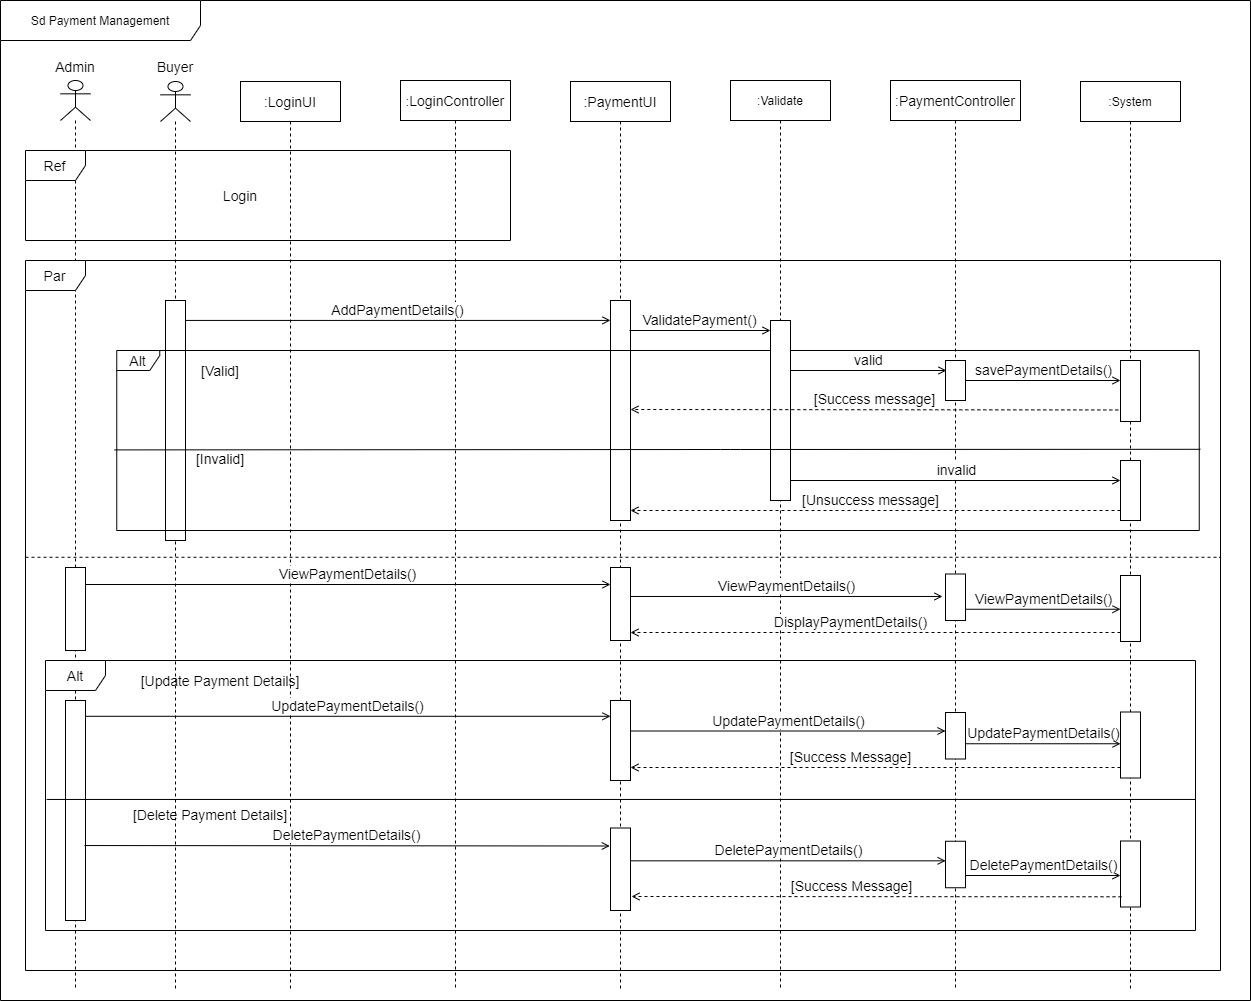 Sd Payment Management
Admin
Buyer
:LoginUI
:LoginController
:PaymentUI
:Validate
:PaymentController
:System
Ref
Login
Par
AddPaymentDetails()
ValidatePayment()
Alt
[Valid]
valid
savePaymentDetails()
[Success message]
[Invalid]
invalid
[Unsuccess message]
ViewPaymentDetails()
ViewPaymentDetails()
ViewPaymentDetails()
DisplayPaymentDetails()
Alt
[Update Payment Details]
UpdatePaymentDetails()
UpdatePaymentDetails()
UpdatePaymentDetails()
[Success Message]
[Delete Payment Details]
DeletePaymentDetails()
DeletePaymentDetails()
DeletePaymentDetails()
[Success Message]